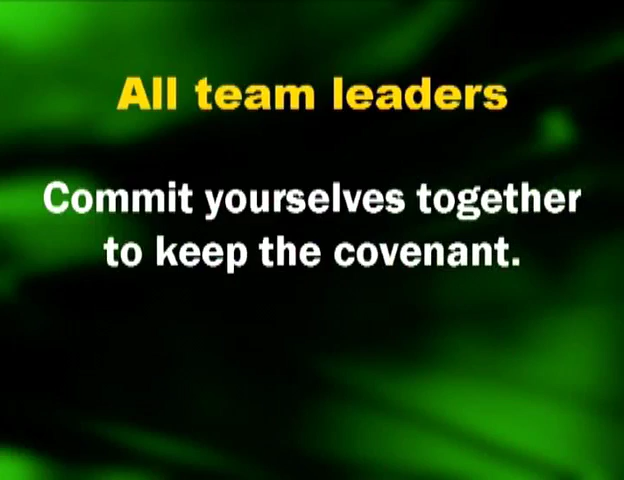 All team leaders
Commit yourselves together
to keep the covenant.